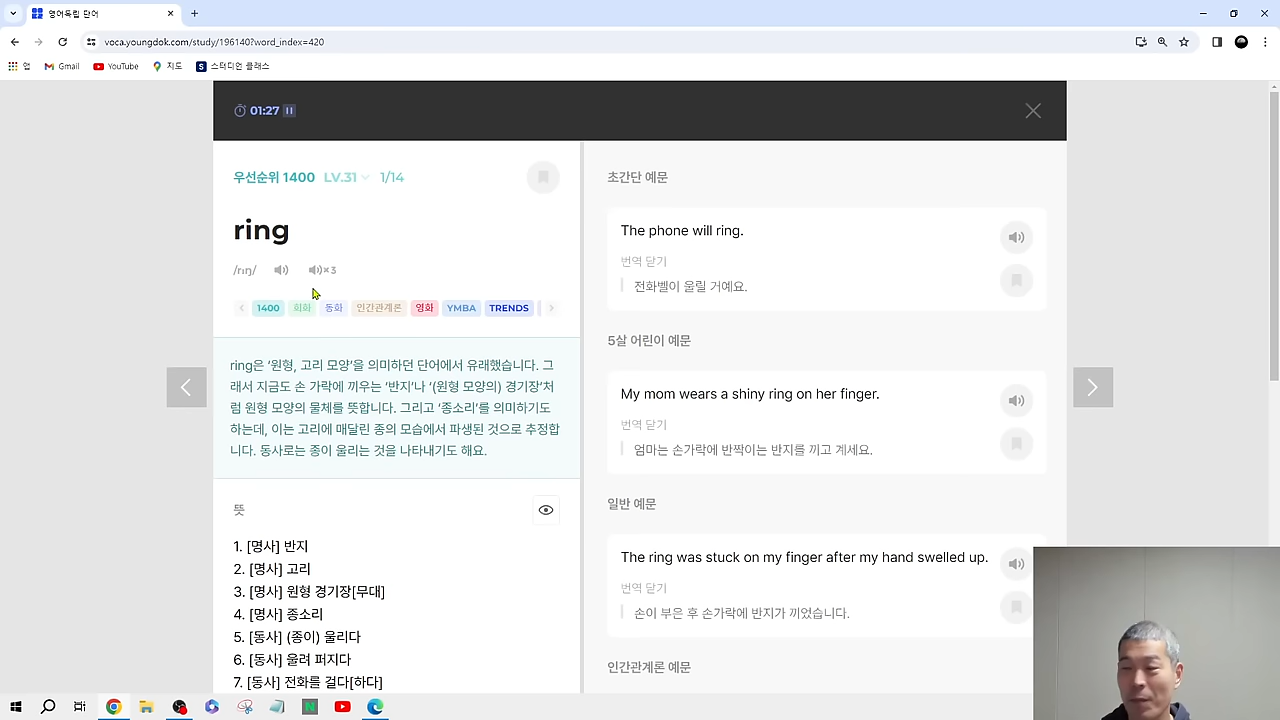 영어독립 단어
voca.youngdok.com/study/196140?word_index=420
앱
Gmail
YouTube
지도
스터디언 클래스
01:27
우선순위 1400 LV.31 1/14
ring
/rɪŋ/
×3
1400 회화 동화 인간관계론 영화 YMBA TRENDS
ring은 '원형, 고리 모양'을 의미하던 단어에서 유래했습니다. 그
래서 지금도 손 가락에 끼우는 '반지'나 '(원형 모양의) 경기장'처
럼 원형 모양의 물체를 뜻합니다. 그리고 '종소리'를 의미하기도
하는데, 이는 고리에 매달린 종의 모습에서 파생된 것으로 추정합
니다. 동사로는 종이 울리는 것을 나타내기도 해요.
뜻
1. [명사] 반지
2. [명사] 고리
3. [명사] 원형 경기장[무대]
4. [명사] 종소리
5. [동사] (종이) 울리다
6. [동사] 울려 퍼지다
7. [동사] 전화를 걸다[하다]
초간단 예문
The phone will ring.
번역 닫기
전화벨이 울릴 거예요.
5살 어린이 예문
My mom wears a shiny ring on her finger.
번역 닫기
엄마는 손가락에 반짝이는 반지를 끼고 계세요.
일반 예문
The ring was stuck on my finger after my hand swelled up.
번역 닫기
손이 부은 후 손가락에 반지가 끼었습니다.
인간관계론 예문